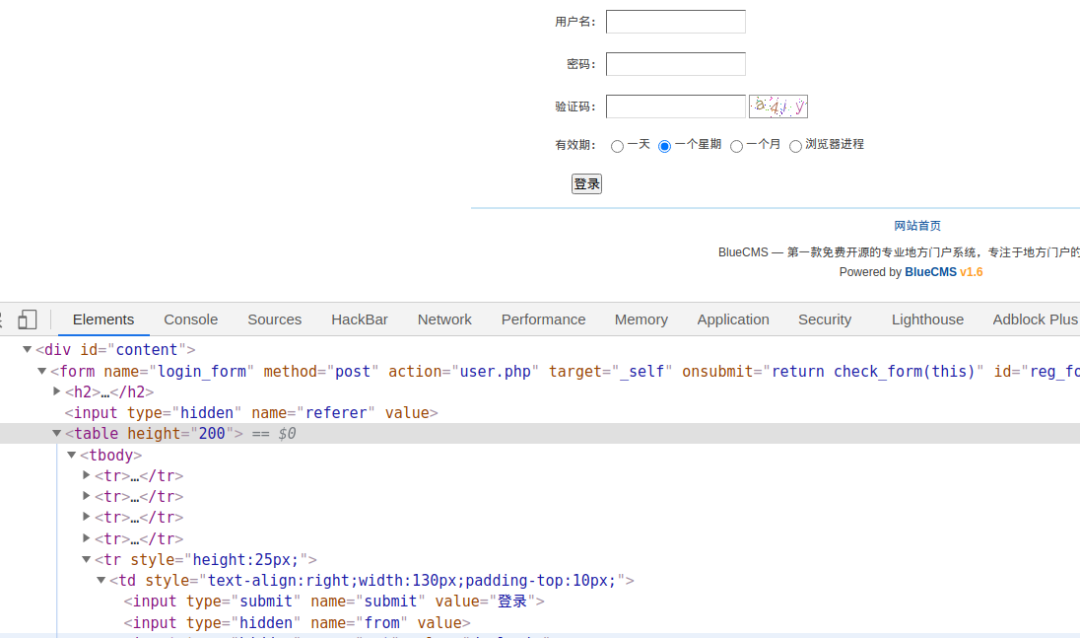 用户名：
密码：
验证码： a4jy
有效期： 一天 一个星期 一个月 浏览器进程
登录
网站首页
BlueCMS — 第一款免费开源的专业地方门户系统，专注于地方门户的
Powered by BlueCMS v1.6
Elements Console Sources HackBar Network Performance Memory Application Security Lighthouse Adblock Plus
<div id="content">
<form name="login_form" method="post" action="user.php" target="_self" onsubmit="return check_form(this)" id="reg_fo
<h2>…</h2>
<input type="hidden" name="referer" value>
<table height="200"> == $0
<tbody>
<tr>…</tr>
<tr>…</tr>
<tr>…</tr>
<tr>…</tr>
<tr style="height:25px;">
<td style="text-align:right;width:130px;padding-top:10px;">
<input type="submit" name="submit" value="登录">
<input type="hidden" name="from" value>